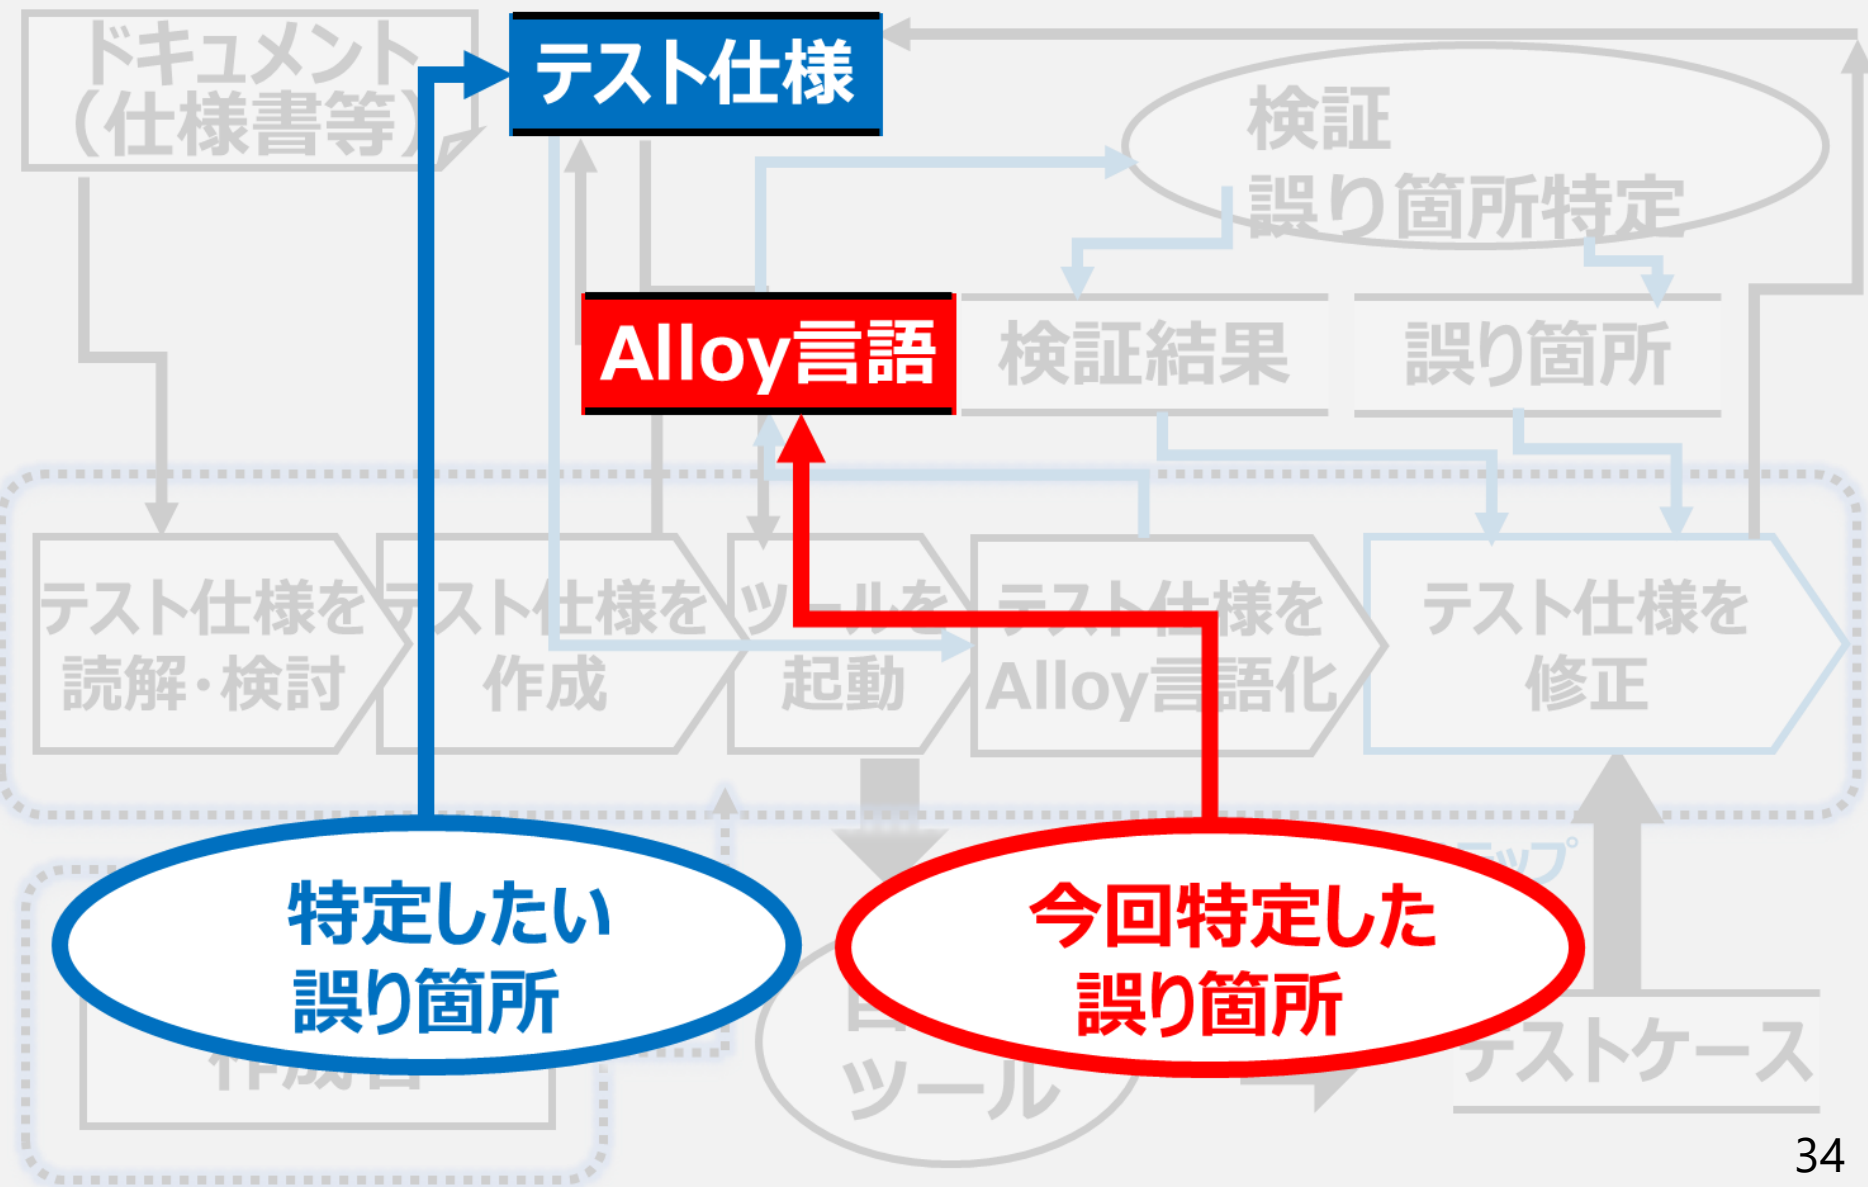 ドキュメント
（仕様書等）
テスト仕様
検証
誤り箇所特定
Alloy言語
検証結果
誤り箇所
テスト仕様を
読解・検討
テスト仕様を
作成
ツールを
起動
テスト仕様を
Alloy言語化
テスト仕様を
修正
特定したい
誤り箇所
今回特定した
誤り箇所
ツール
テストケース
34